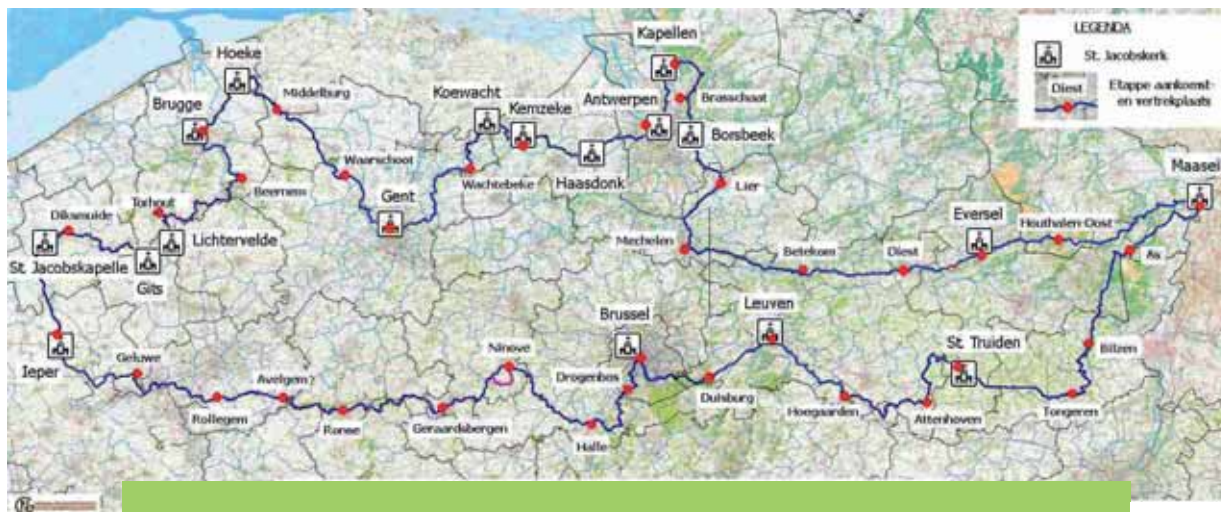 LEGENDA
St. Jacobskerk
Diest
Etappe aankomst-
en vertrekplaats
Kapellen
Hoeke
Koewacht
Kemzeke
Antwerpen
Brasschaat
Brugge
Middelburg
Borsbeek
Maaseik
Waarschoot
Haasdonk
Beernem
Gent
Wachtebeke
Lier
Torhout
Eversel
Houthalen-Oost
Diksmuide
Lichtervelde
Mechelen
As
St. Jacobskapelle
Betekom
Diest
Gits
Leuven
Brussel
St. Truiden
Bilzen
Ieper
Geluwe
Ninove
Avelgem
Drogenbos
Duisburg
Rollegem
Ronse
Geraardsbergen
Hoegaarden
Attenhoven
Tongeren
Halle